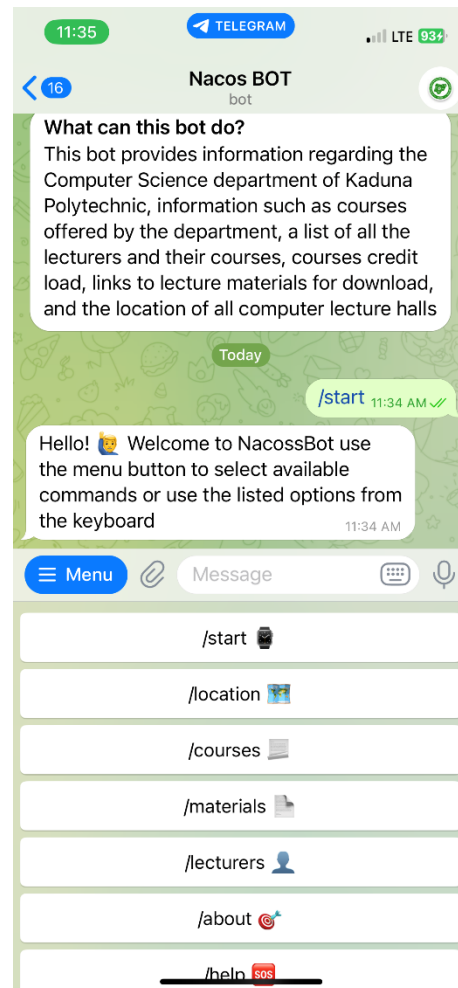 11:35
TELEGRAM
LTE 93
16
Nacos BOT
bot
What can this bot do?
This bot provides information regarding the
Computer Science department of Kaduna
Polytechnic, information such as courses
offered by the department, a list of all the
lecturers and their courses, courses credit
load, links to lecture materials for download,
and the location of all computer lecture halls
Today
/start 11:34 AM
Hello! 🙋‍♂️ Welcome to NacossBot use
the menu button to select available
commands or use the listed options from
the keyboard
11:34 AM
Menu
Message
/start ⌚
/location 🗺️
/courses 📃
/materials 📄
/lecturers 👤
/about 🎯
/help 🆘